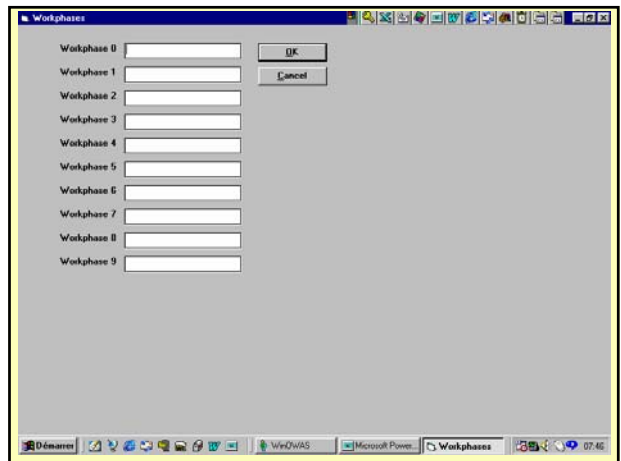 Workphases
Workphase 0
OK
Workphase 1
Cancel
Workphase 2
Workphase 3
Workphase 4
Workphase 5
Workphase 6
Workphase 7
Workphase 8
Workphase 9
Démarrer WinOWAS Microsoft Power... Workphases 07:46